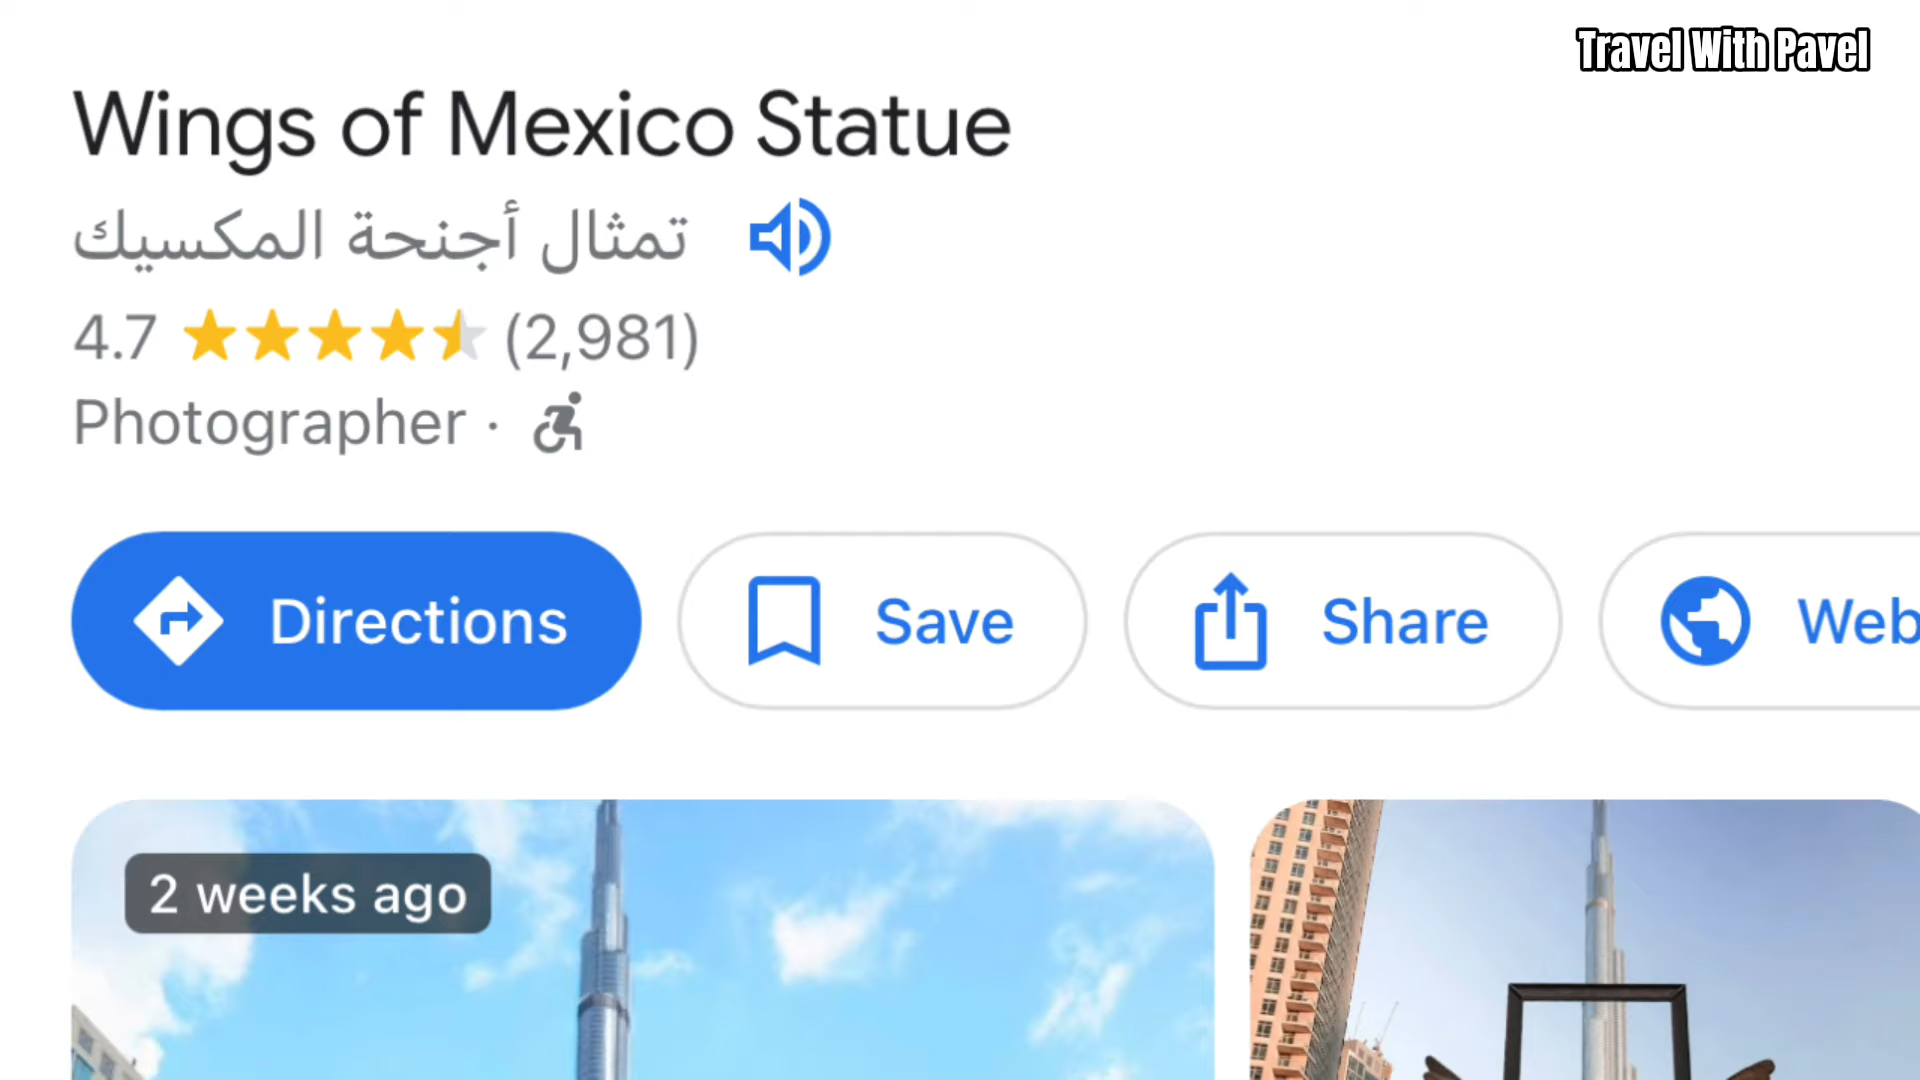 Travel With Pavel
Wings of Mexico Statue
تمثال أجنحة المكسيك
4.7 (2,981)
Photographer ·
Directions
Save
Share
Web
2 weeks ago